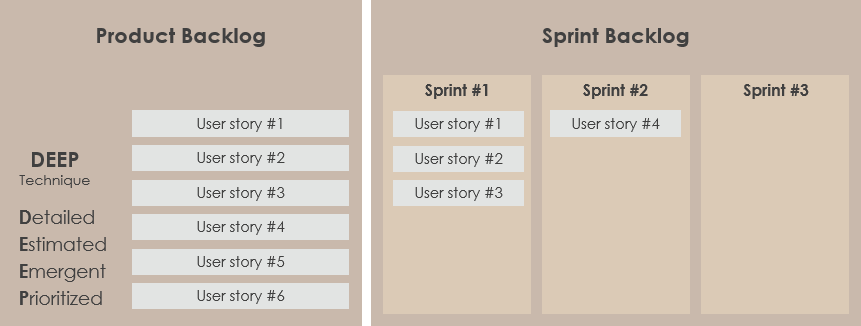 Product Backlog
DEEP
Technique
Detailed
Estimated
Emergent
Prioritized
User story #1
User story #2
User story #3
User story #4
User story #5
User story #6
Sprint Backlog
Sprint #1
User story #1
User story #2
User story #3
Sprint #2
User story #4
Sprint #3